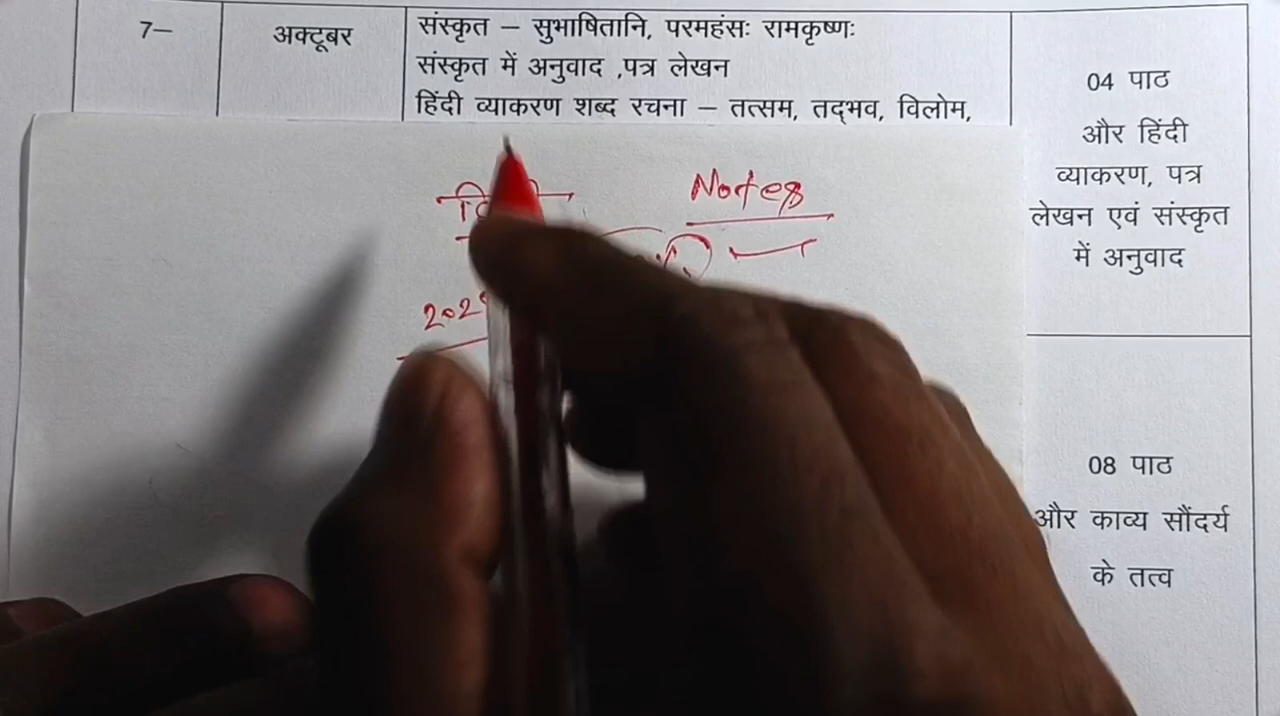 7–
अक्टूबर
संस्कृत – सुभाषितानि, परमहंसः रामकृष्णः
संस्कृत में अनुवाद ,पत्र लेखन
हिंदी व्याकरण शब्द रचना – तत्सम, तद्भव, विलोम,
04 पाठ
और हिंदी
व्याकरण, पत्र
लेखन एवं संस्कृत
में अनुवाद
Notes
08 पाठ
और काव्य सौंदर्य
के तत्व